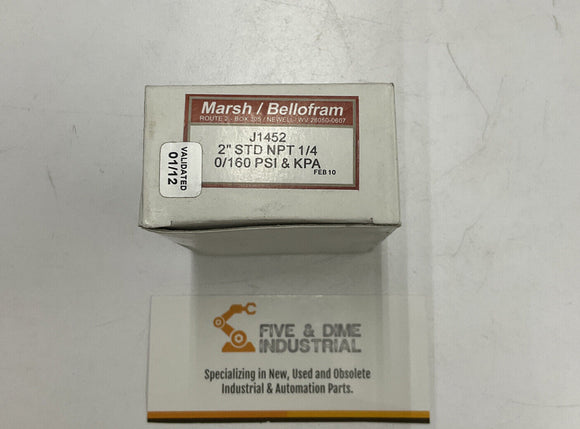 Marsh / Bellofram
ROUTE 2 - BOX 305 / NEWELL, WV 26050-0607
J1452
2" STD NPT 1/4
0/160 PSI & KPA
FEB 10
VALIDATED
01/12
FIVE & DIME
INDUSTRIAL
Specializing in New, Used and Obsolete
Industrial & Automation Parts.